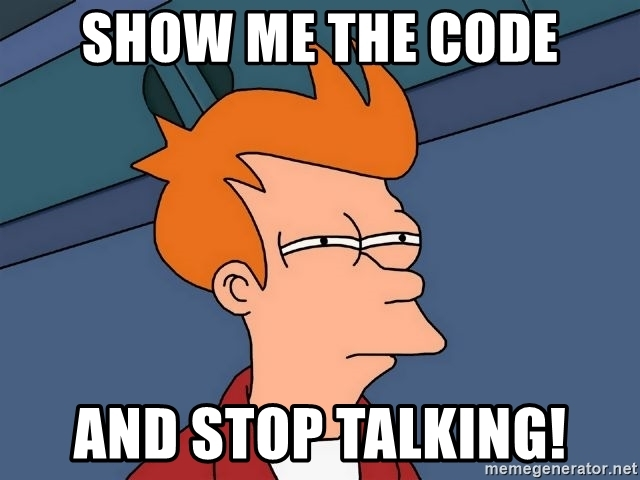 SHOW ME THE CODE
AND STOP TALKING!
memegenerator.net